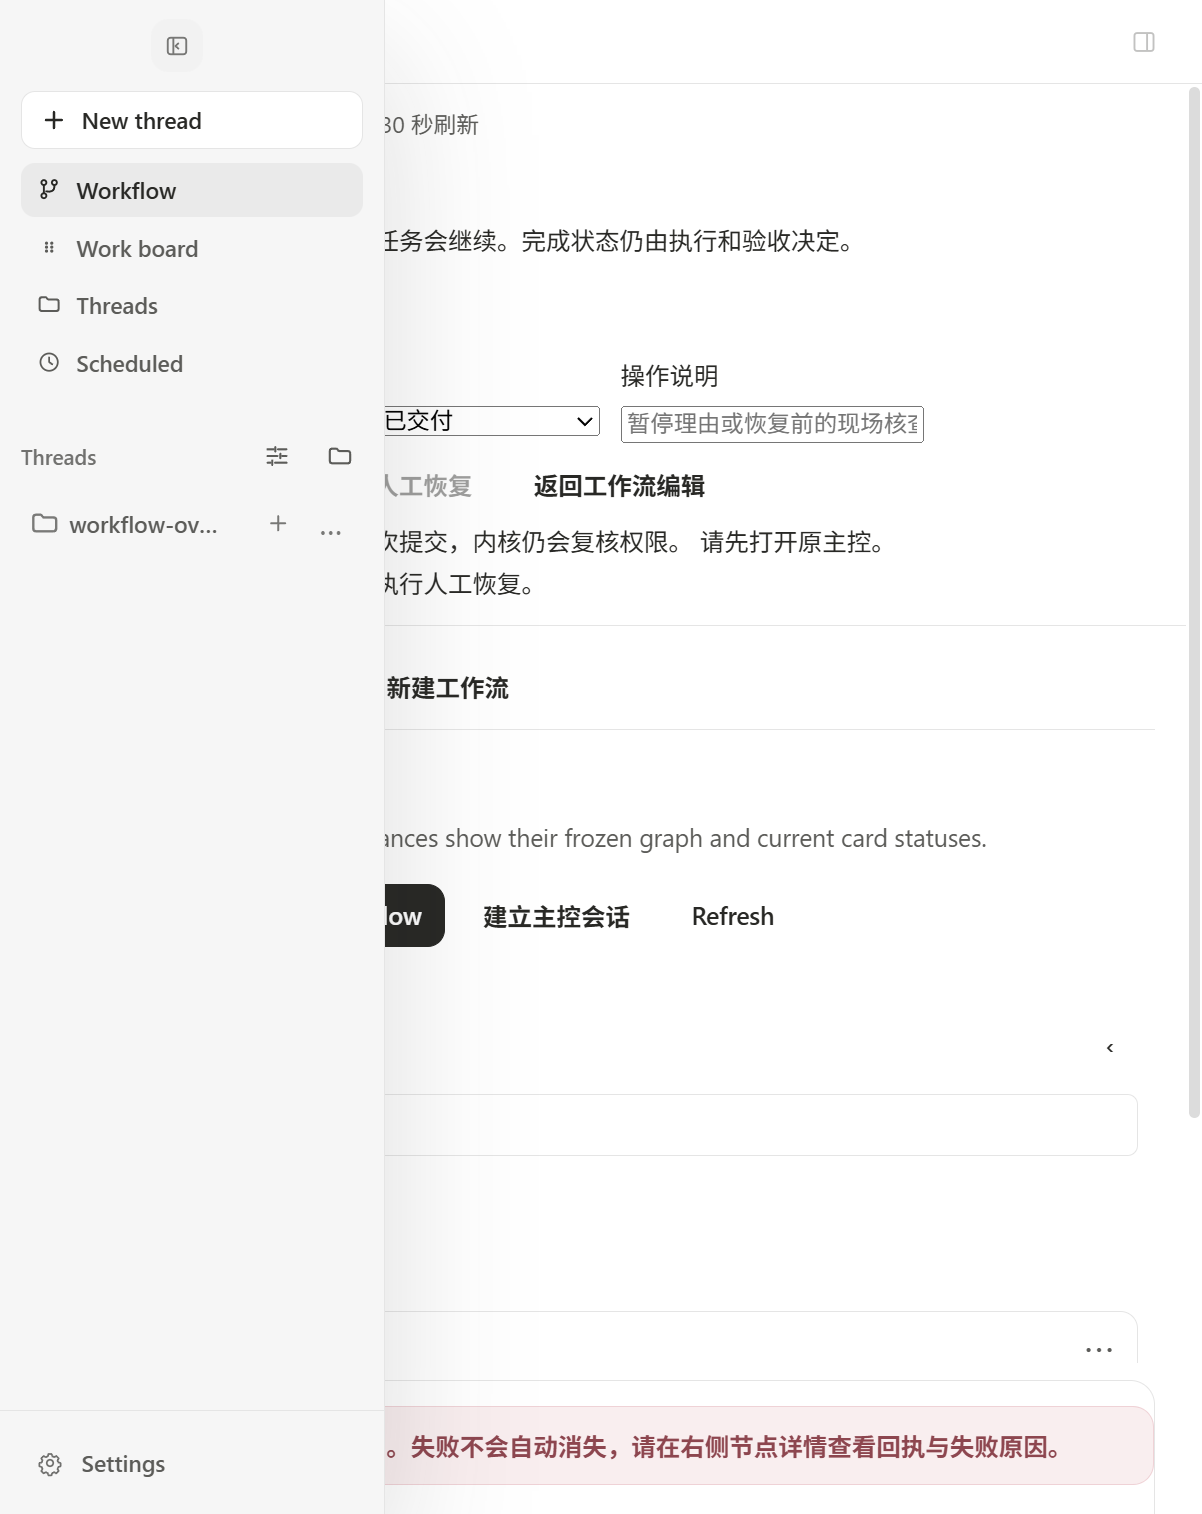 New thread
Workflow
Work board
Threads
Scheduled
Threads
workflow-ov...
Settings
30 秒刷新
任务会继续。完成状态仍由执行和验收决定。
操作说明
已交付
暂停理由或恢复前的现场核查
人工恢复
返回工作流编辑
次提交，内核仍会复核权限。 请先打开原主控。
执行人工恢复。
新建工作流
ances show their frozen graph and current card statuses.
low
建立主控会话
Refresh
。失败不会自动消失，请在右侧节点详情查看回执与失败原因。